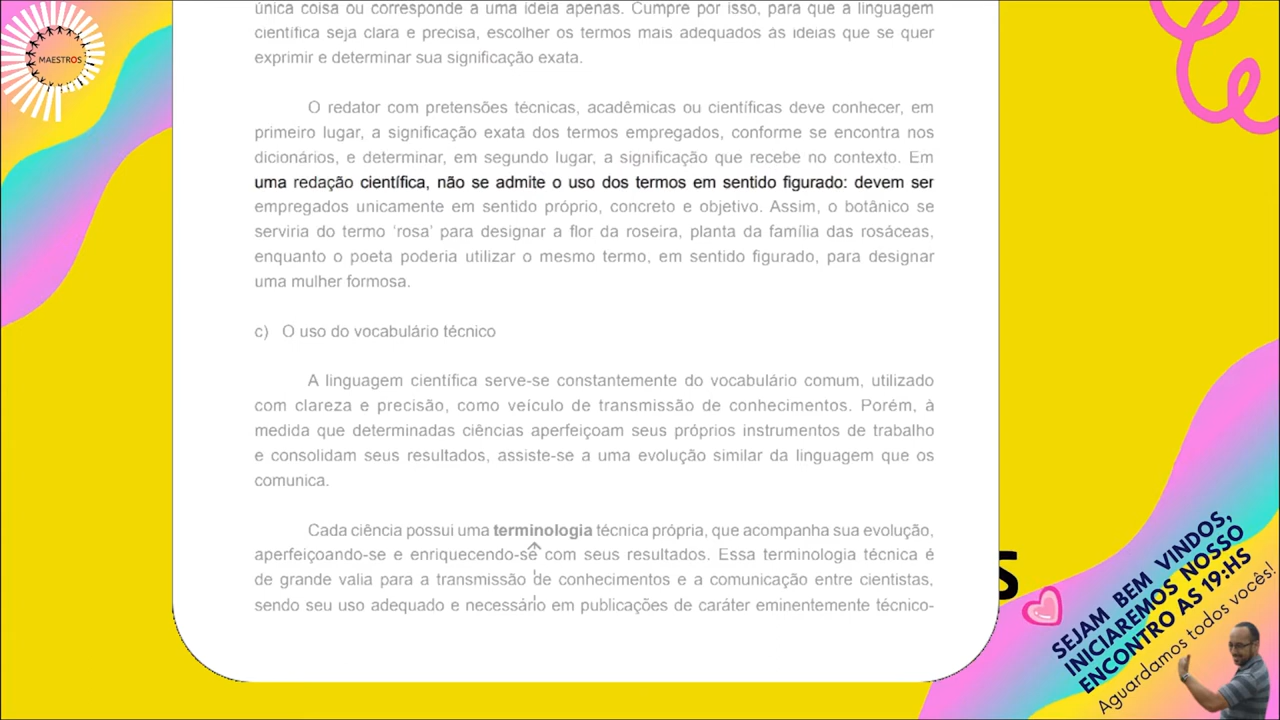 MAESTROS
única coisa ou corresponde a uma ideia apenas. Cumpre por isso, para que a linguagem
científica seja clara e precisa, escolher os termos mais adequados às ideias que se quer
exprimir e determinar sua significação exata.
O redator com pretensões técnicas, acadêmicas ou científicas deve conhecer, em
primeiro lugar, a significação exata dos termos empregados, conforme se encontra nos
dicionários, e determinar, em segundo lugar, a significação que recebe no contexto. Em
uma redação científica, não se admite o uso dos termos em sentido figurado: devem ser
empregados unicamente em sentido próprio, concreto e objetivo. Assim, o botânico se
serviria do termo ‘rosa’ para designar a flor da roseira, planta da família das rosáceas,
enquanto o poeta poderia utilizar o mesmo termo, em sentido figurado, para designar
uma mulher formosa.
c) O uso do vocabulário técnico
A linguagem científica serve-se constantemente do vocabulário comum, utilizado
com clareza e precisão, como veículo de transmissão de conhecimentos. Porém, à
medida que determinadas ciências aperfeiçoam seus próprios instrumentos de trabalho
e consolidam seus resultados, assiste-se a uma evolução similar da linguagem que os
comunica.
Cada ciência possui uma terminologia técnica própria, que acompanha sua evolução,
aperfeiçoando-se e enriquecendo-se com seus resultados. Essa terminologia técnica é
de grande valia para a transmissão de conhecimentos e a comunicação entre cientistas,
sendo seu uso adequado e necessário em publicações de caráter eminentemente técnico-
S
SEJAM BEM VINDOS,
INICIAREMOS NOSSO
ENCONTRO AS 19:HS
Aguardamos todos vocês!